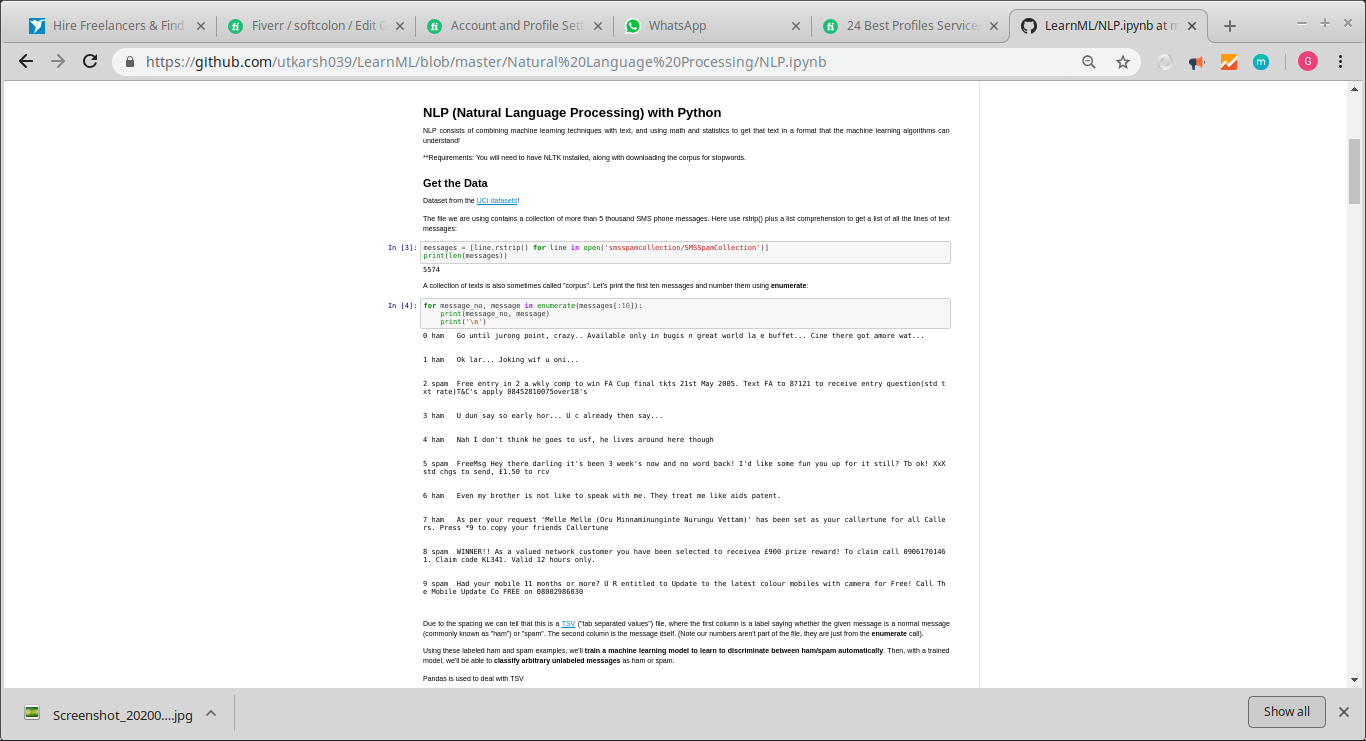 Hire Freelancers & Find
Fiverr / softcolon / Edit G
Account and Profile Sett
WhatsApp
24 Best Profiles Services
LearnML/NLP.ipynb at m
https://github.com/utkarsh039/LearnML/blob/master/Natural%20Language%20Processing/NLP.ipynb
m
G
NLP (Natural Language Processing) with Python
NLP consists of combining machine learning techniques with text, and using math and statistics to get that text in a format that the machine learning algorithms can
understand!
**Requirements: You will need to have NLTK installed, along with downloading the corpus for stopwords.
Get the Data
Dataset from the UCI datasets!
The file we are using contains a collection of more than 5 thousand SMS phone messages. Here use rstrip() plus a list comprehension to get a list of all the lines of text
messages:
In [3]: messages = [line.rstrip() for line in open('smsspamcollection/SMSSpamCollection')]
print(len(messages))
5574
A collection of texts is also sometimes called "corpus". Let's print the first ten messages and number them using enumerate:
In [4]: for message_no, message in enumerate(messages[:10]):
print(message_no, message)
print('\n')
0 ham   Go until jurong point, crazy.. Available only in bugis n great world la e buffet... Cine there got amore wat...
1 ham   Ok lar... Joking wif u oni...
2 spam  Free entry in 2 a wkly comp to win FA Cup final tkts 21st May 2005. Text FA to 87121 to receive entry question(std t
xt rate)T&C's apply 08452810075over18's
3 ham   U dun say so early hor... U c already then say...
4 ham   Nah I don't think he goes to usf, he lives around here though
5 spam  FreeMsg Hey there darling it's been 3 week's now and no word back! I'd like some fun you up for it still? Tb ok! XxX
std chgs to send, £1.50 to rcv
6 ham   Even my brother is not like to speak with me. They treat me like aids patent.
7 ham   As per your request 'Melle Melle (Oru Minnaminunginte Nurungu Vettam)' has been set as your callertune for all Calle
rs. Press *9 to copy your friends Callertune
8 spam  WINNER!! As a valued network customer you have been selected to receivea £900 prize reward! To claim call 0906170146
1. Claim code KL341. Valid 12 hours only.
9 spam  Had your mobile 11 months or more? U R entitled to Update to the latest colour mobiles with camera for Free! Call Th
e Mobile Update Co FREE on 08002986030
Due to the spacing we can tell that this is a TSV ("tab separated values") file, where the first column is a label saying whether the given message is a normal message
(commonly known as "ham") or "spam". The second column is the message itself. (Note our numbers aren't part of the file, they are just from the enumerate call).
Using these labeled ham and spam examples, we'll train a machine learning model to learn to discriminate between ham/spam automatically. Then, with a trained
model, we'll be able to classify arbitrary unlabeled messages as ham or spam.
Pandas is used to deal with TSV
Screenshot_20200....jpg
Show all